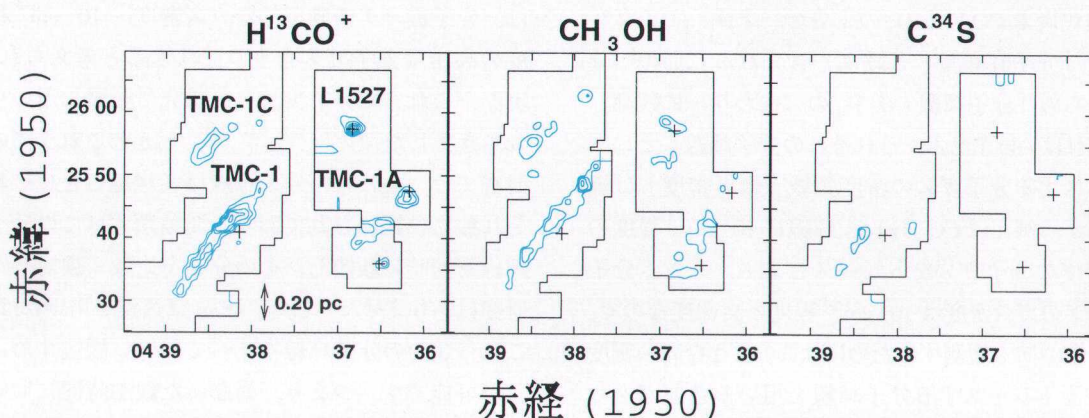 H¹³CO⁺ CH₃OH C³⁴S
TMC-1C
L1527
TMC-1
TMC-1A
0.20 pc
26 00
25 50
40
30
赤緯 (1950)
04 39 38 37 36 39 38 37 36 39 38 37 36
赤経 (1950)